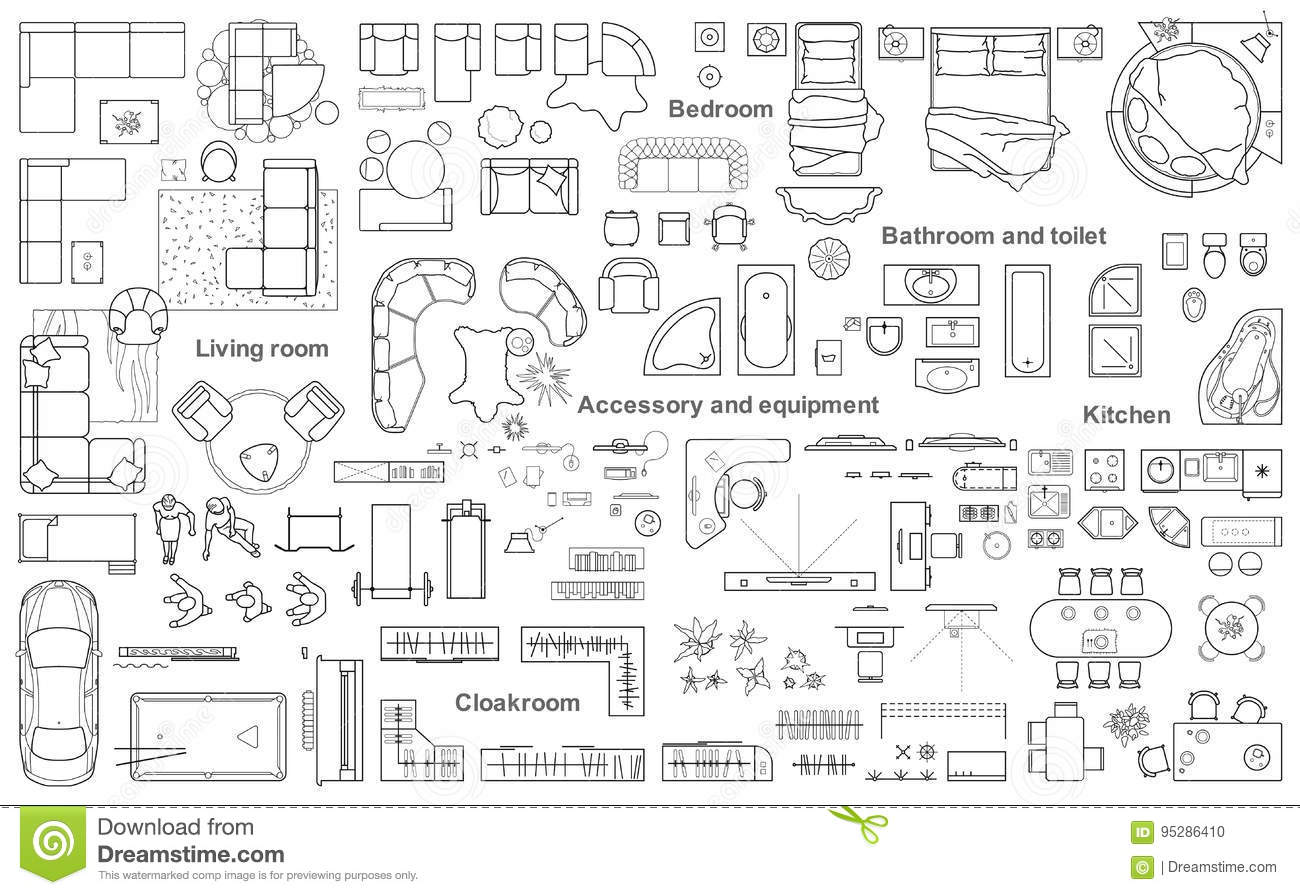 Bedroom
Bathroom and toilet
Living room
Accessory and equipment
Kitchen
Cloakroom
Download from
Dreamstime.com
This watermarked comp image is for previewing purposes only.
ID 95286410
© | Dreamstime.com